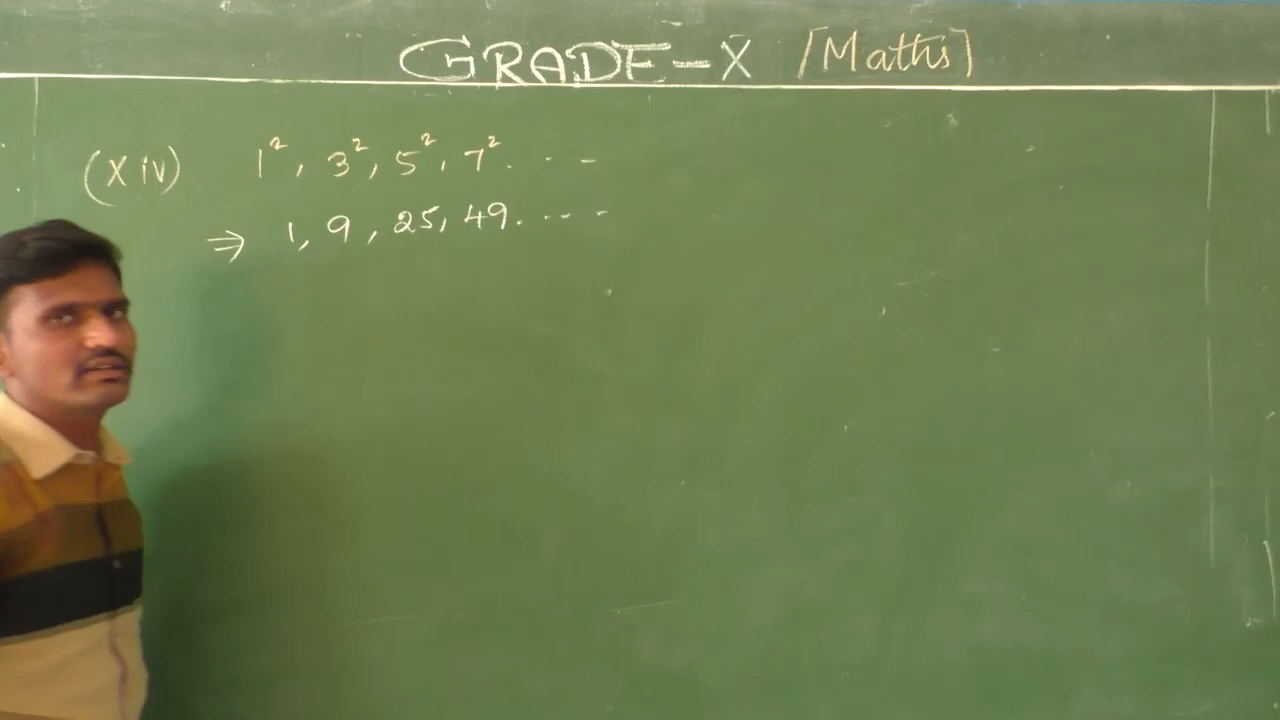 GRADE-X [Maths]
(XiV) 1², 3², 5², 7². - - -
⇒ 1, 9, 25, 49. - - - -